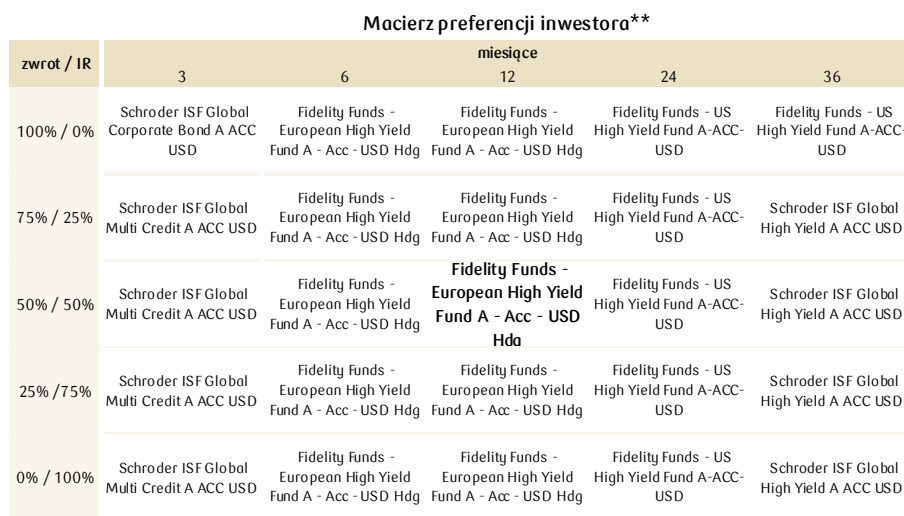 Macierz preferencji inwestora**
zwrot / IR
miesiące
3 6 12 24 36
100% / 0%
Schroder ISF Global
Corporate Bond A ACC
USD
Fidelity Funds -
European High Yield
Fund A - Acc - USD Hdg
Fidelity Funds -
European High Yield
Fund A - Acc - USD Hdg
Fidelity Funds - US
High Yield Fund A-ACC-
USD
Fidelity Funds - US
High Yield Fund A-ACC-
USD
75% / 25%
Schroder ISF Global
Multi Credit A ACC USD
Fidelity Funds -
European High Yield
Fund A - Acc - USD Hdg
Fidelity Funds -
European High Yield
Fund A - Acc - USD Hdg
Fidelity Funds - US
High Yield Fund A-ACC-
USD
Schroder ISF Global
High Yield A ACC USD
50% / 50%
Schroder ISF Global
Multi Credit A ACC USD
Fidelity Funds -
European High Yield
Fund A - Acc - USD Hdg
Fidelity Funds -
European High Yield
Fund A - Acc - USD
Hdg
Fidelity Funds - US
High Yield Fund A-ACC-
USD
Schroder ISF Global
High Yield A ACC USD
25% /75%
Schroder ISF Global
Multi Credit A ACC USD
Fidelity Funds -
European High Yield
Fund A - Acc - USD Hdg
Fidelity Funds -
European High Yield
Fund A - Acc - USD Hdg
Fidelity Funds - US
High Yield Fund A-ACC-
USD
Schroder ISF Global
High Yield A ACC USD
0% / 100%
Schroder ISF Global
Multi Credit A ACC USD
Fidelity Funds -
European High Yield
Fund A - Acc - USD Hdg
Fidelity Funds -
European High Yield
Fund A - Acc - USD Hdg
Fidelity Funds - US
High Yield Fund A-ACC-
USD
Schroder ISF Global
High Yield A ACC USD